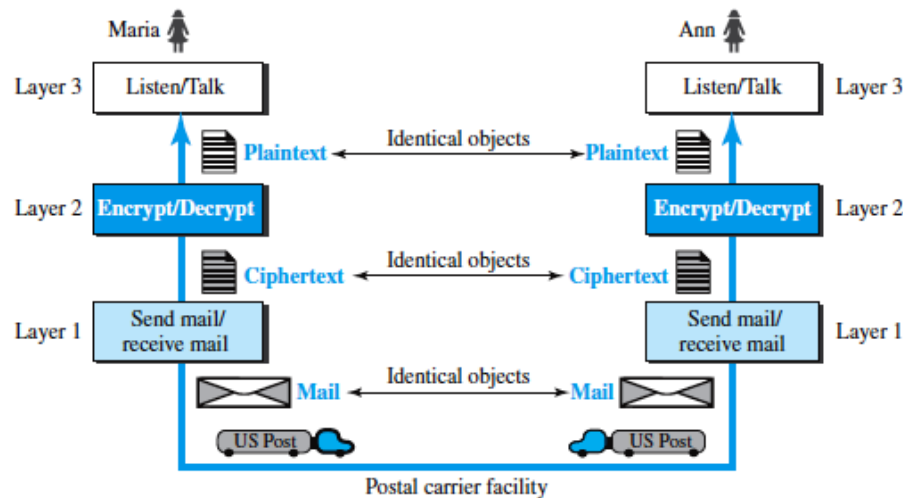 Maria
Ann
Layer 3
Listen/Talk
Listen/Talk
Layer 3
Identical objects
Plaintext
Plaintext
Layer 2
Encrypt/Decrypt
Encrypt/Decrypt
Layer 2
Identical objects
Ciphertext
Ciphertext
Layer 1
Send mail/
receive mail
Send mail/
receive mail
Layer 1
Identical objects
Mail
Mail
US Post
US Post
Postal carrier facility